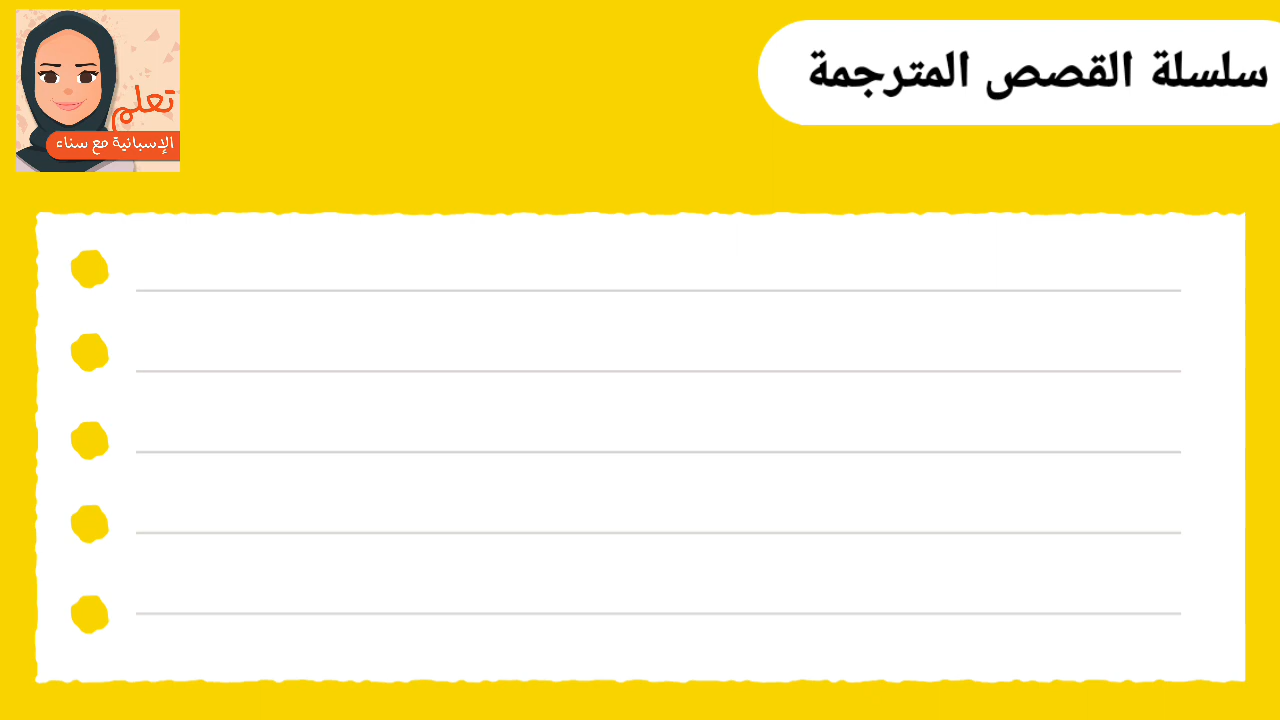 سلسلة القصص المترجمة
تعلم
الإسبانية مع سناء